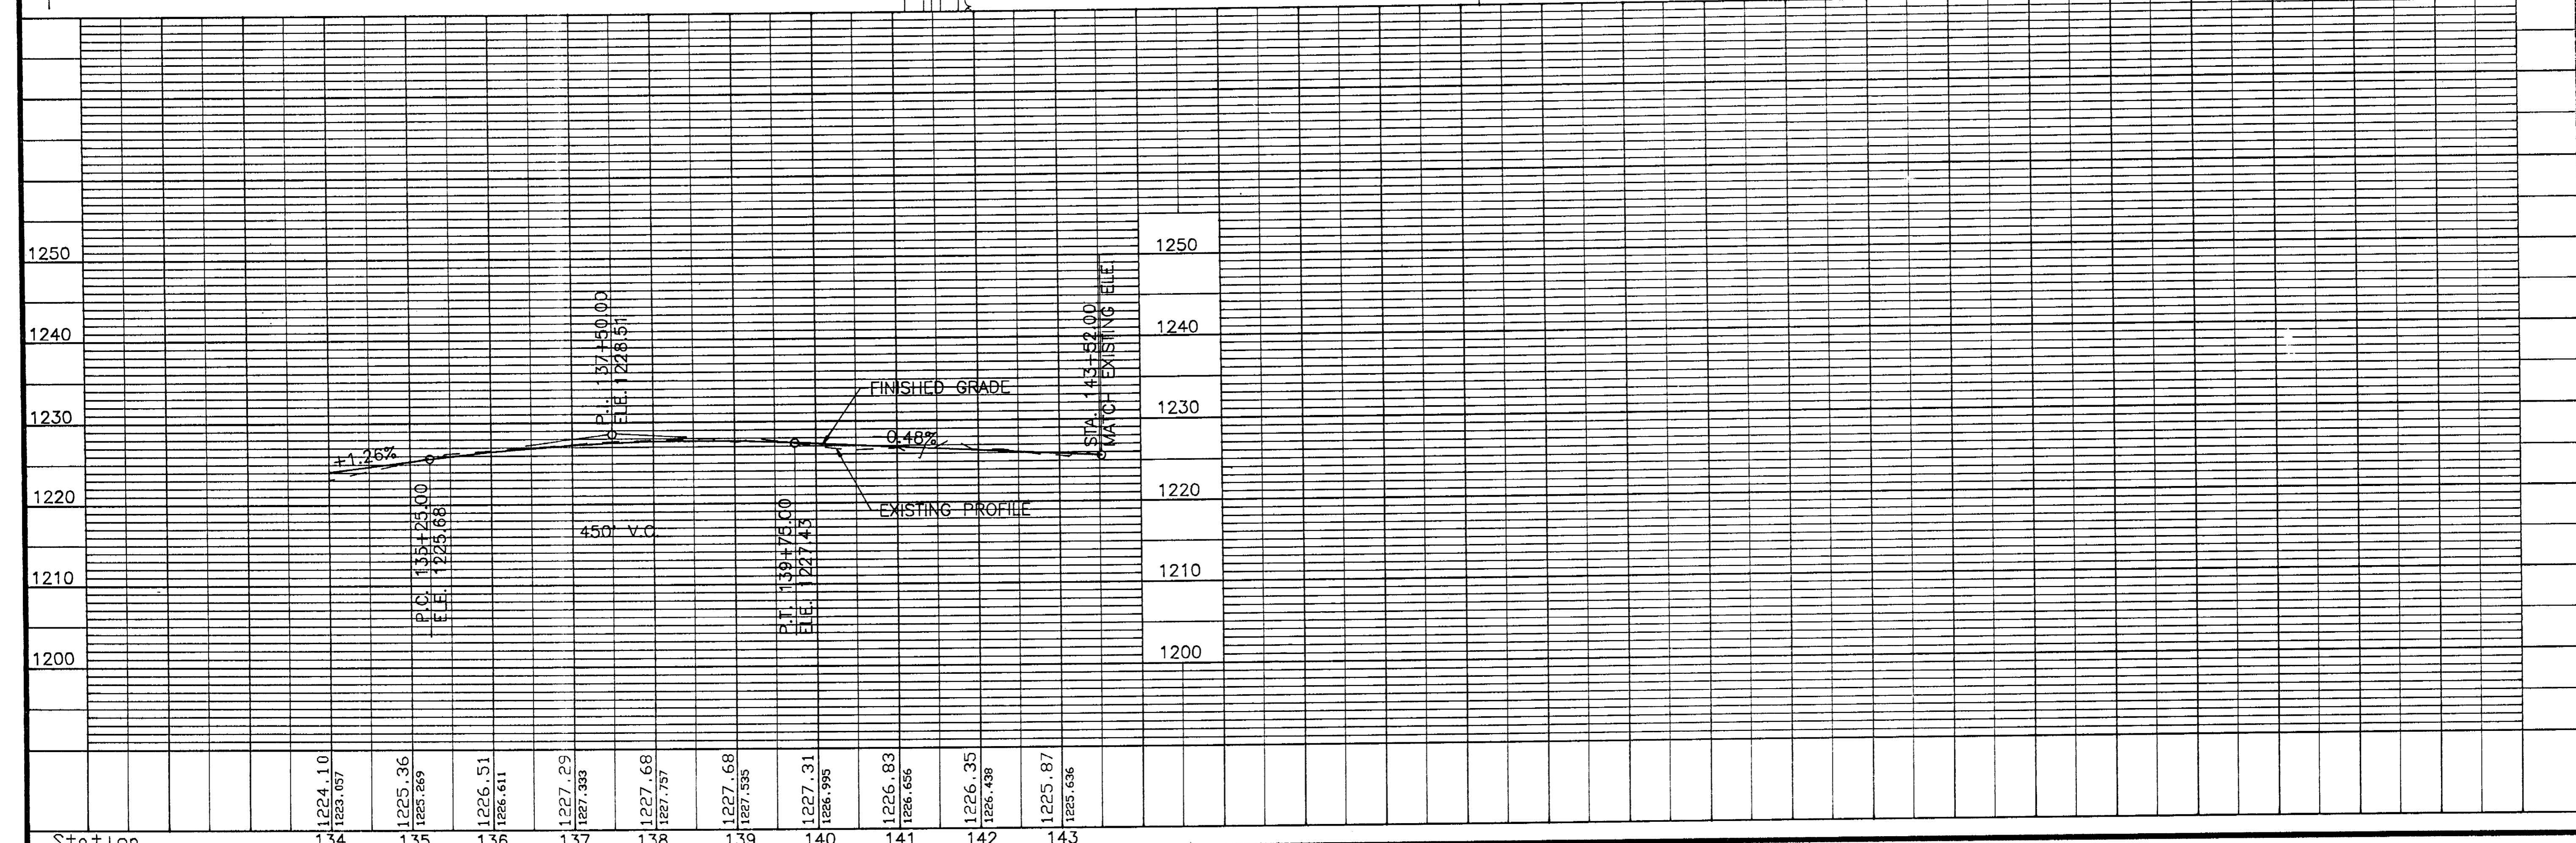 1250
1240
1230
1220
1210
1200
1250
1240
1230
1220
1210
1200
P.I. 137+50.00
ELE. 1228.51
FINISHED GRADE
STA. 143+52.00
MATCH EXISTING ELE.
+1.26%
-0.48%
P.C. 135+25.00
ELE. 1225.68
450' V.C.
P.T. 139+75.00
ELE. 1227.43
EXISTING PROFILE
1224.10
1223.057
1225.36
1225.269
1226.51
1226.611
1227.29
1227.333
1227.68
1227.757
1227.68
1227.535
1227.31
1226.995
1226.83
1226.656
1226.35
1226.438
1225.87
1225.636
Station 134 135 136 137 138 139 140 141 142 143